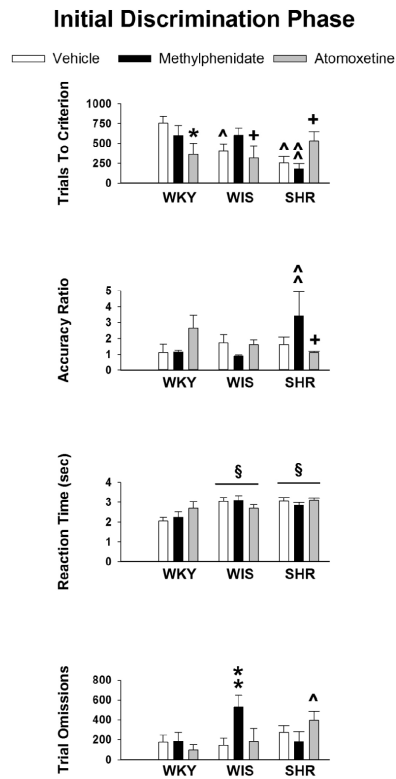 Initial Discrimination Phase
Vehicle Methylphenidate Atomoxetine
Trials To Criterion
1000
750
500
250
0
* ^ + ^ ^ ^ +
WKY WIS SHR
Accuracy Ratio
5
4
3
2
1
0
^ ^ +
WKY WIS SHR
Reaction Time (sec)
4
3
2
1
0
§ §
WKY WIS SHR
Trial Omissions
800
600
400
200
0
* * ^
WKY WIS SHR